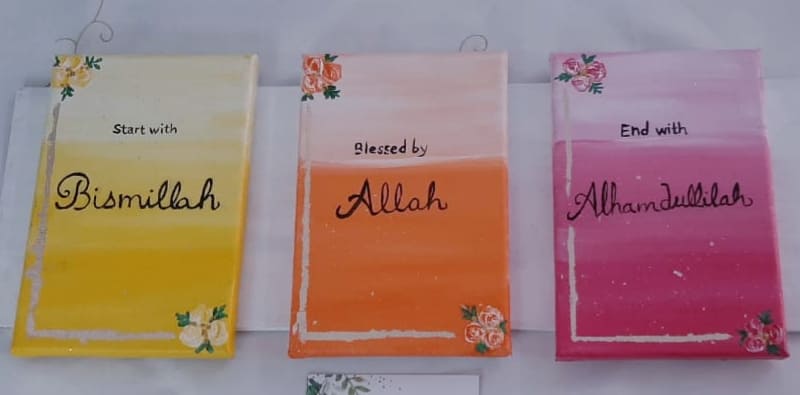 Start with
Bismillah
Blessed by
Allah
End with
Alhamdullilah